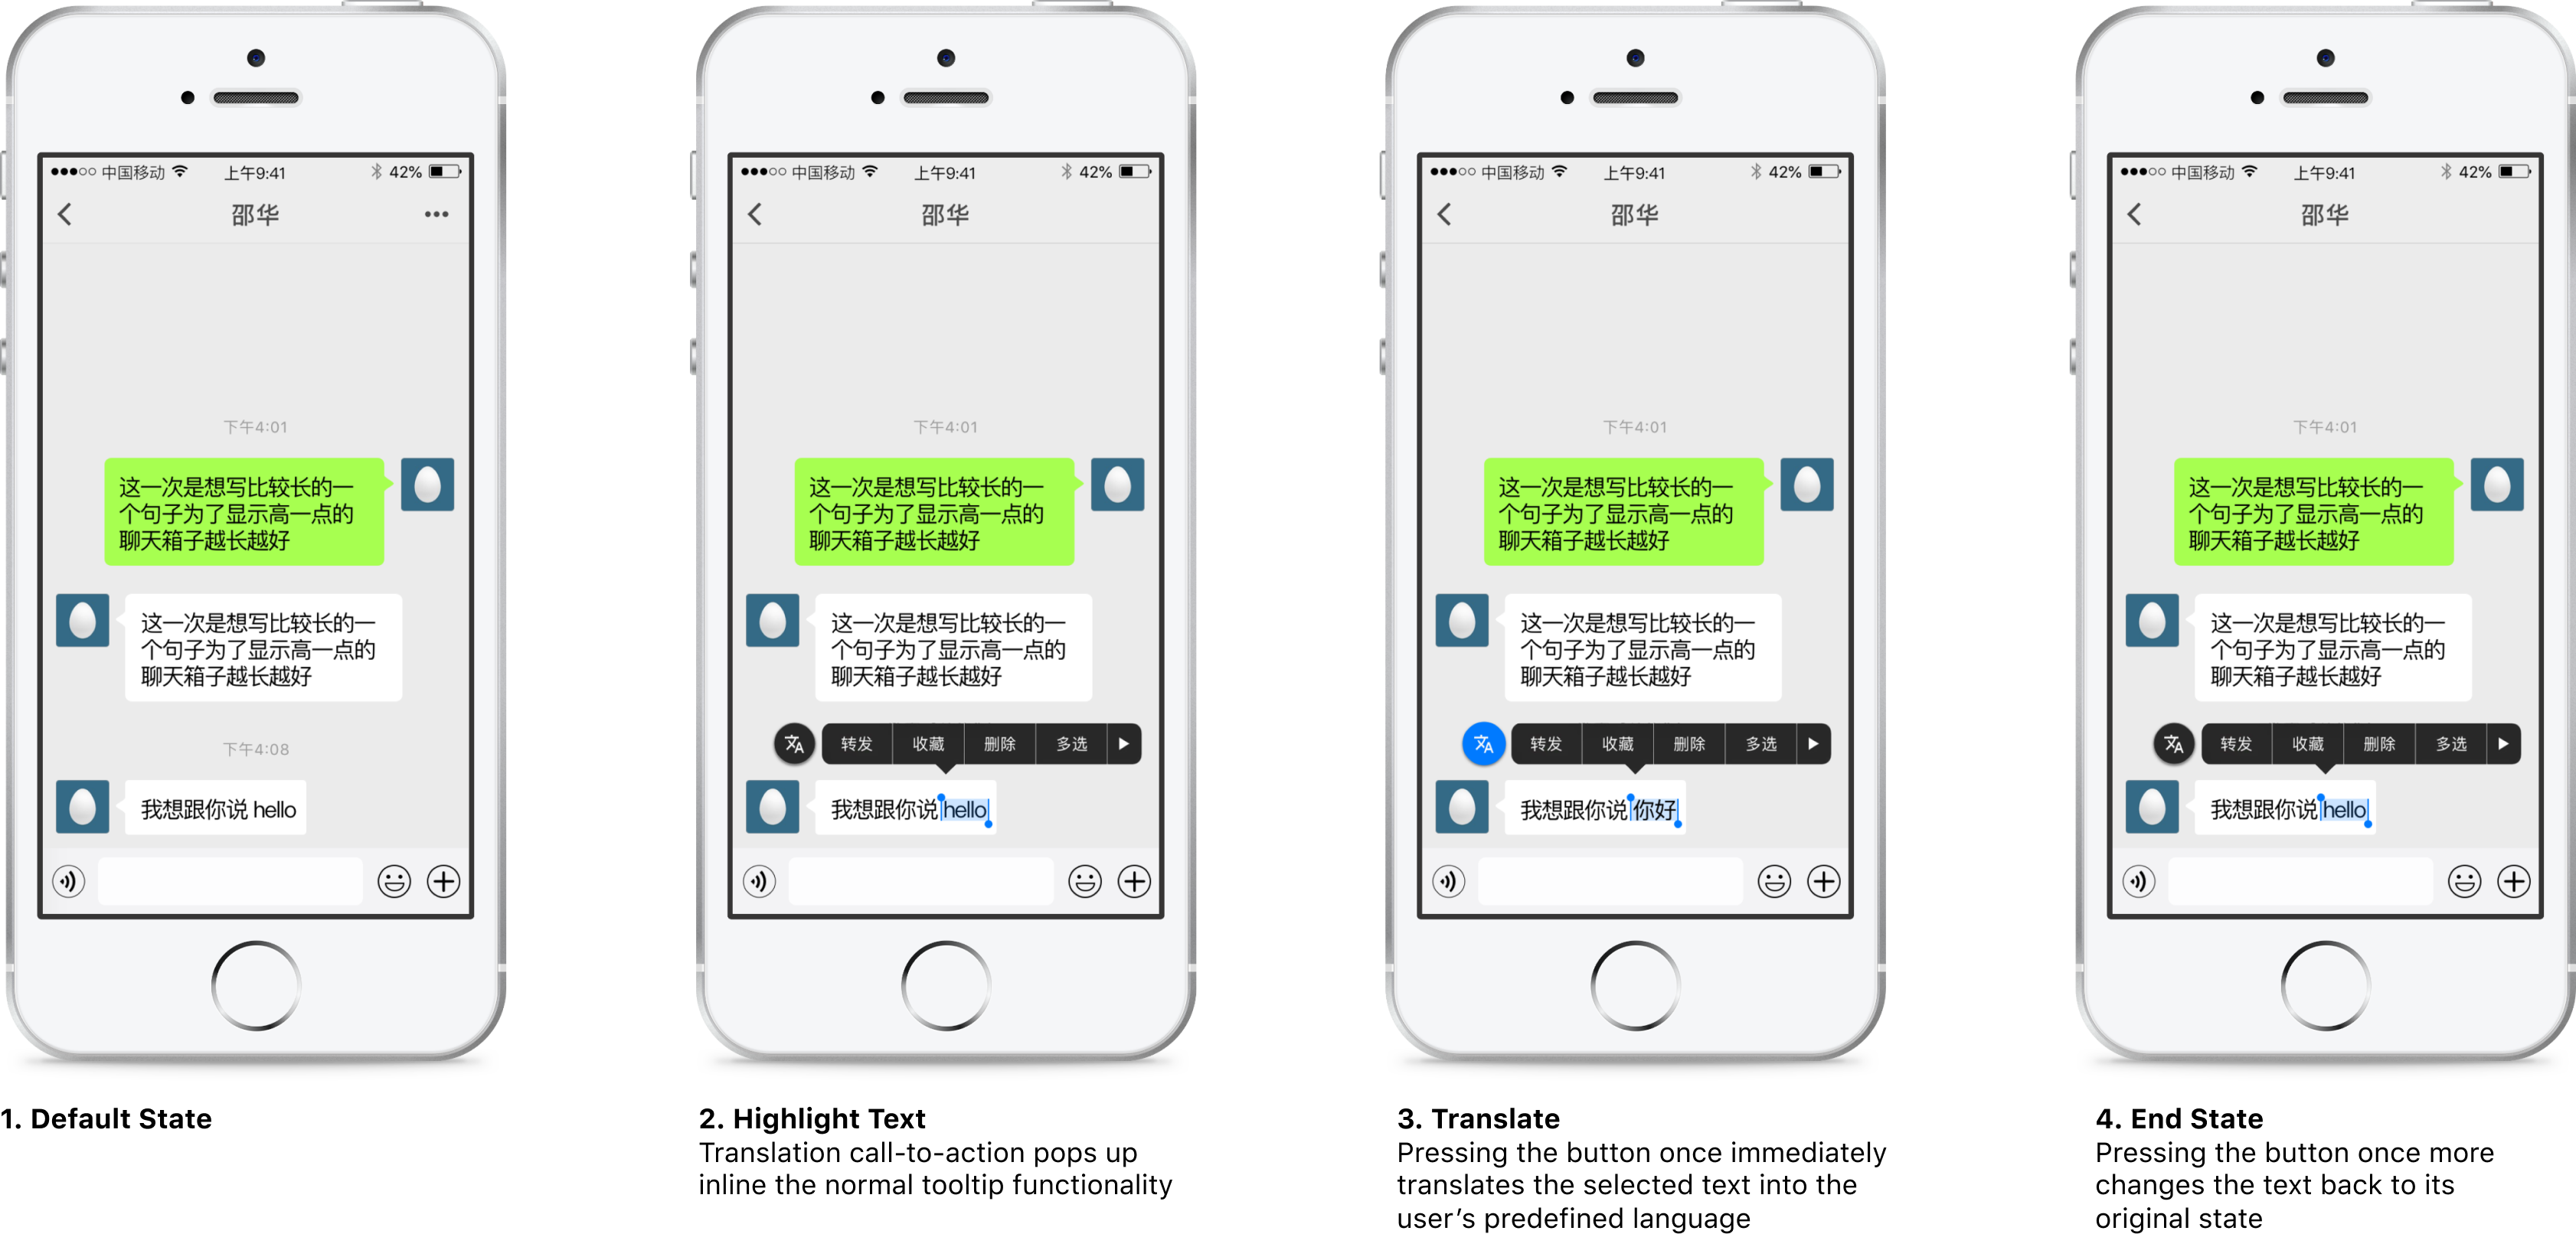 中国移动 上午9:41 42%
邵华
下午4:01
这一次是想写比较长的一
个句子为了显示高一点的
聊天箱子越长越好
这一次是想写比较长的一
个句子为了显示高一点的
聊天箱子越长越好
下午4:08
我想跟你说 hello
1. Default State
中国移动 上午9:41 42%
邵华
下午4:01
这一次是想写比较长的一
个句子为了显示高一点的
聊天箱子越长越好
这一次是想写比较长的一
个句子为了显示高一点的
聊天箱子越长越好
文A 转发 收藏 删除 多选
我想跟你说 hello
2. Highlight Text
Translation call-to-action pops up
inline the normal tooltip functionality
中国移动 上午9:41 42%
邵华
下午4:01
这一次是想写比较长的一
个句子为了显示高一点的
聊天箱子越长越好
这一次是想写比较长的一
个句子为了显示高一点的
聊天箱子越长越好
文A 转发 收藏 删除 多选
我想跟你说 你好
3. Translate
Pressing the button once immediately
translates the selected text into the
user’s predefined language
中国移动 上午9:41 42%
邵华
下午4:01
这一次是想写比较长的一
个句子为了显示高一点的
聊天箱子越长越好
这一次是想写比较长的一
个句子为了显示高一点的
聊天箱子越长越好
文A 转发 收藏 删除 多选
我想跟你说 hello
4. End State
Pressing the button once more
changes the text back to its
original state